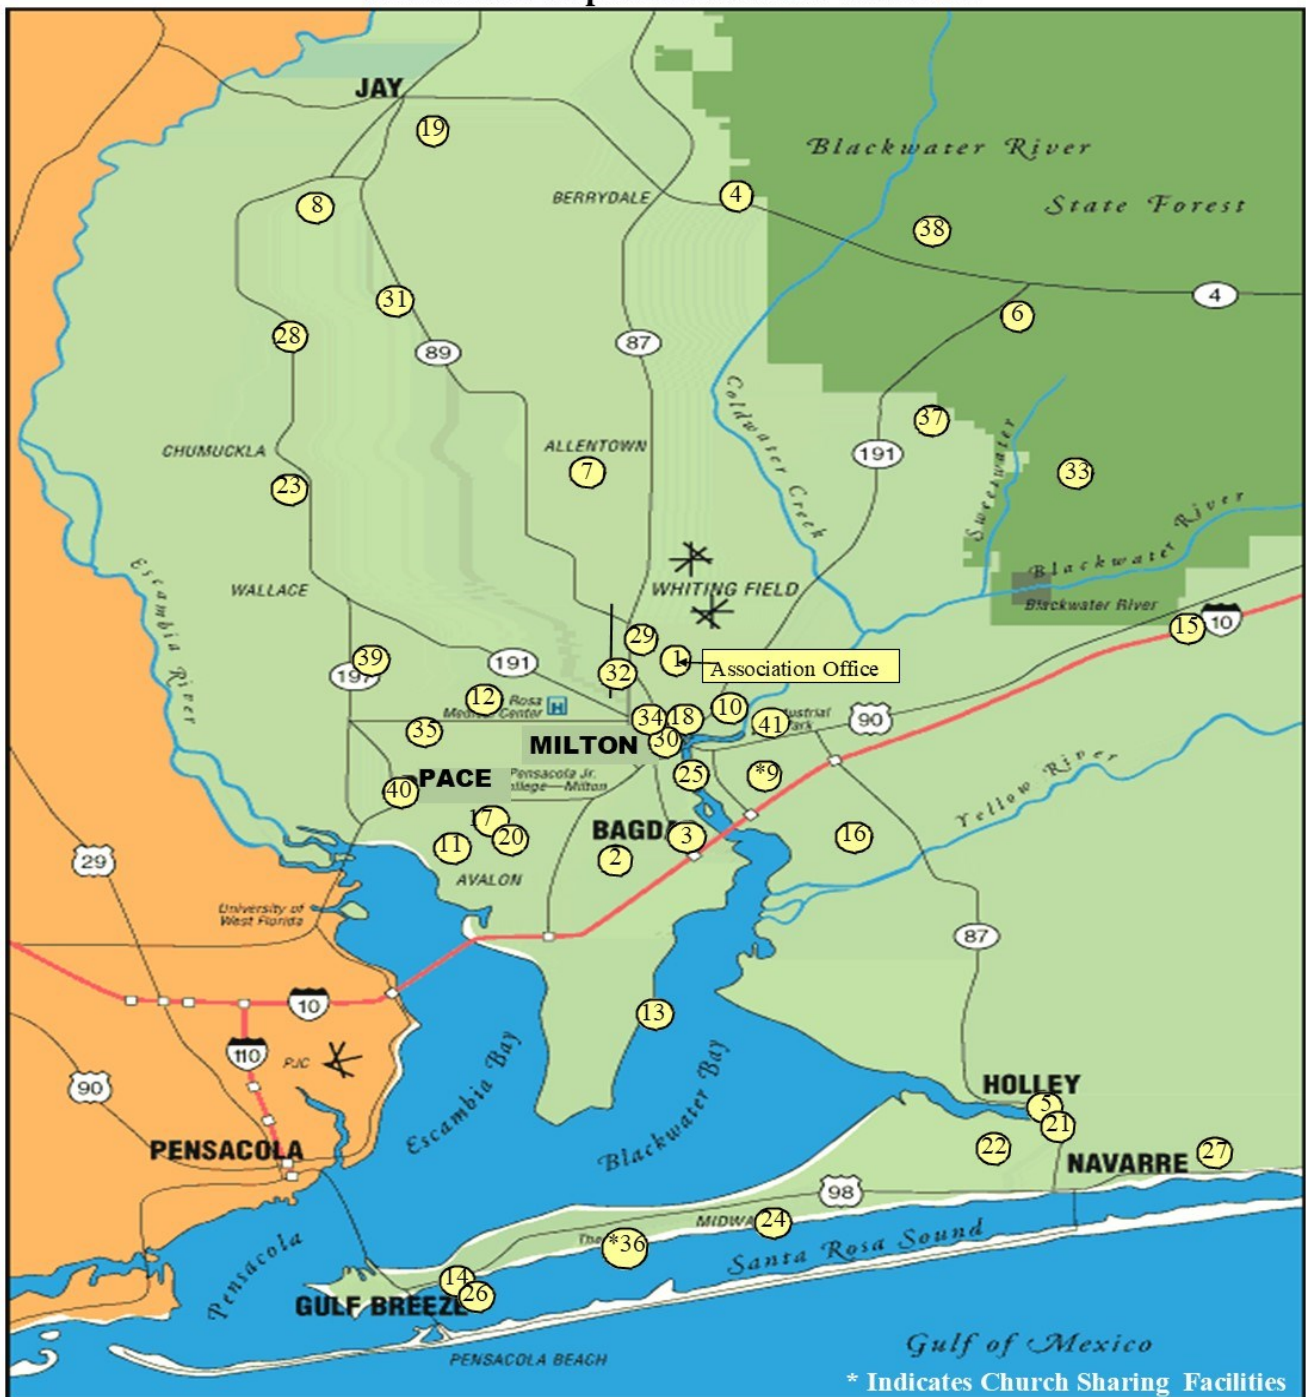 JAY
19
BERRYDALE
4
Blackwater River
State Forest
8
38
31
4
6
28
89
87
Coldwater Creek
37
CHUMUCKLA
ALLENTOWN
191
Sweetwater
7
33
23
Blackwater River
Escambia River
WALLACE
WHITING FIELD
Blackwater River
15
10
29
39
197
191
32
1
Association Office
12
Rosa
Medical Center
H
10
35
34
18
41
Industrial
Park
90
MILTON
30
40
PACE
Pensacola Jr.
College—Milton
25
*9
Yellow River
17
20
11
BAGDA
3
16
2
29
AVALON
University of
West Florida
87
10
13
110
PJC
90
Escambia Bay
Blackwater Bay
HOLLEY
5
21
PENSACOLA
22
NAVARRE
27
98
MIDWA
24
The
*36
Santa Rosa Sound
Pensacola
14
GULF BREEZE
26
Gulf of Mexico
PENSACOLA BEACH
* Indicates Church Sharing Facilities